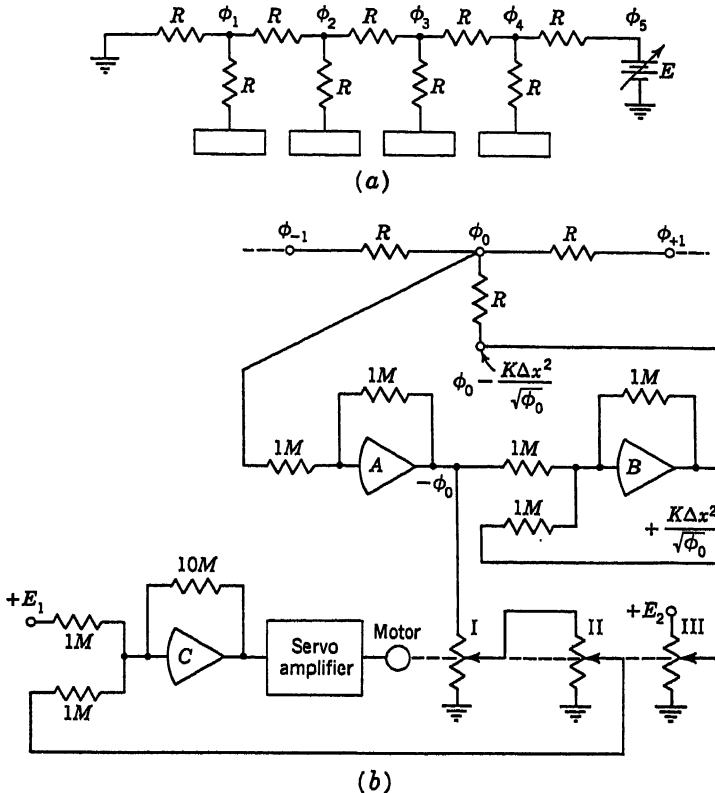 R ϕ₁ R ϕ₂ R ϕ₃ R ϕ₄ R ϕ₅
R R R R E
(a)
ϕ₋₁ R ϕ₀ R ϕ₊₁
R
ϕ₀ − KΔx²/√ϕ₀
1M 1M
1M A 1M B
−ϕ₀
1M + KΔx²/√ϕ₀
10M
+E₁ 1M C Servo amplifier Motor I II +E₂ III
1M
(b)